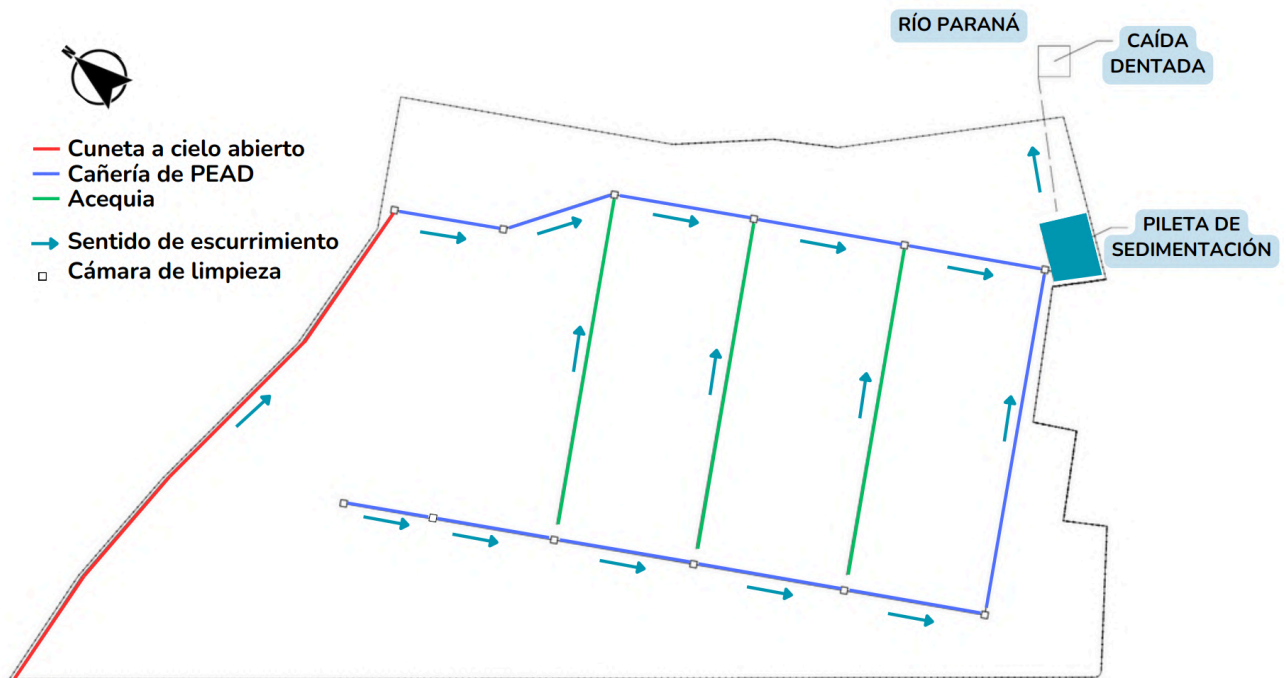 RÍO PARANÁ
CAÍDA
DENTADA
N
Cuneta a cielo abierto
Cañería de PEAD
Acequia
Sentido de escurrimiento
Cámara de limpieza
PILETA DE
SEDIMENTACIÓN